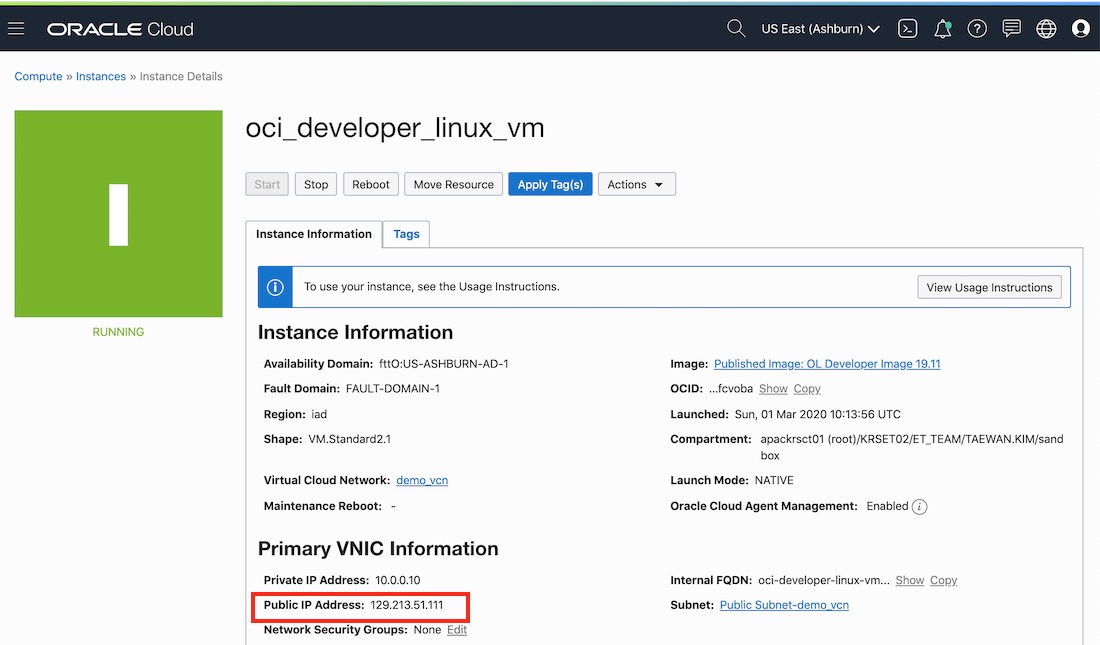 ORACLE Cloud US East (Ashburn)
Compute » Instances » Instance Details
oci_developer_linux_vm
Start Stop Reboot Move Resource Apply Tag(s) Actions
Instance Information Tags
To use your instance, see the Usage Instructions. View Usage Instructions
RUNNING
Instance Information
Availability Domain: fttO:US-ASHBURN-AD-1
Fault Domain: FAULT-DOMAIN-1
Region: iad
Shape: VM.Standard2.1
Virtual Cloud Network: demo_vcn
Maintenance Reboot: -
Image: Published Image: OL Developer Image 19.11
OCID: ...fcvoba Show Copy
Launched: Sun, 01 Mar 2020 10:13:56 UTC
Compartment: apackrsct01 (root)/KRSET02/ET_TEAM/TAEWAN.KIM/sand
box
Launch Mode: NATIVE
Oracle Cloud Agent Management: Enabled
Primary VNIC Information
Private IP Address: 10.0.0.10
Public IP Address: 129.213.51.111
Network Security Groups: None Edit
Internal FQDN: oci-developer-linux-vm... Show Copy
Subnet: Public Subnet-demo_vcn